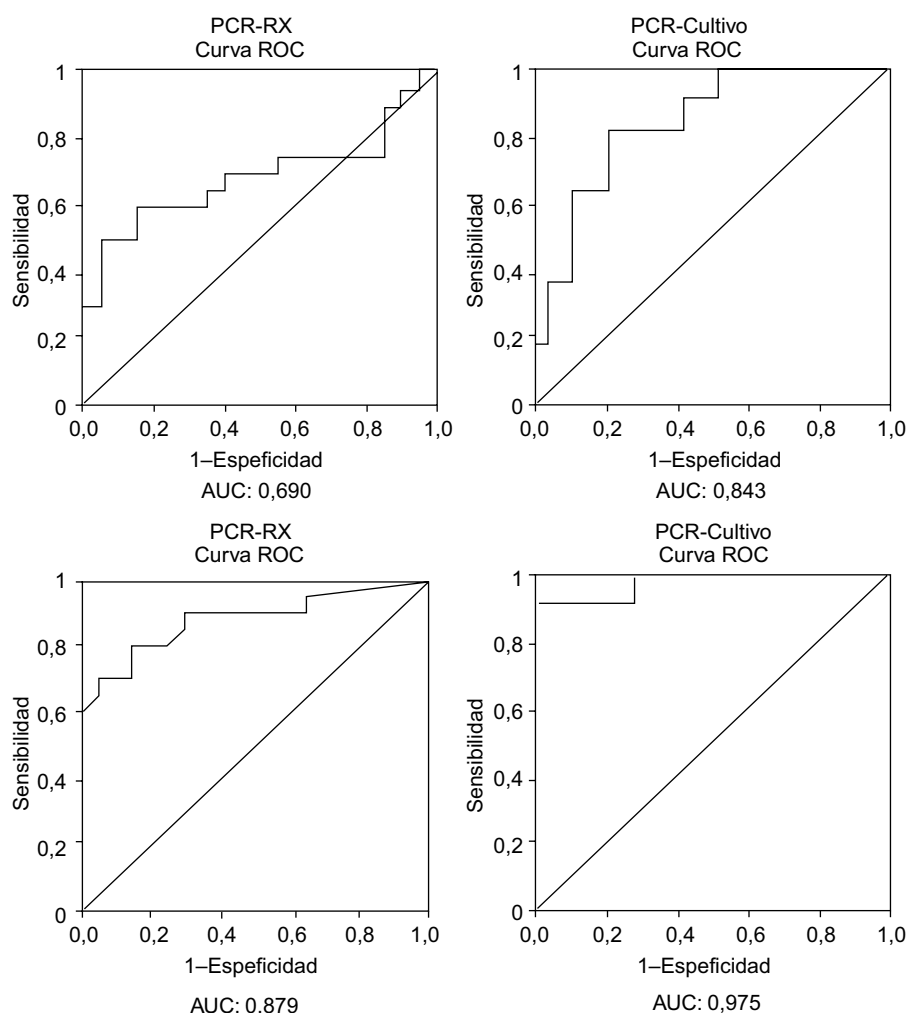 PCR-RX
Curva ROC
1
0,8
0,6
0,4
0,2
0
Sensibilidad
0,0 0,2 0,4 0,6 0,8 1,0
1–Espeficidad
AUC: 0,690
PCR-Cultivo
Curva ROC
1
0,8
0,6
0,4
0,2
0
Sensibilidad
0,0 0,2 0,4 0,6 0,8 1,0
1–Espeficidad
AUC: 0,843
PCR-RX
Curva ROC
1
0,8
0,6
0,4
0,2
0
Sensibilidad
0,0 0,2 0,4 0,6 0,8 1,0
1–Espeficidad
AUC: 0.879
PCR-Cultivo
Curva ROC
1
0,8
0,6
0,4
0,2
0
Sensibilidad
0,0 0,2 0,4 0,6 0,8 1,0
1–Espeficidad
AUC: 0,975